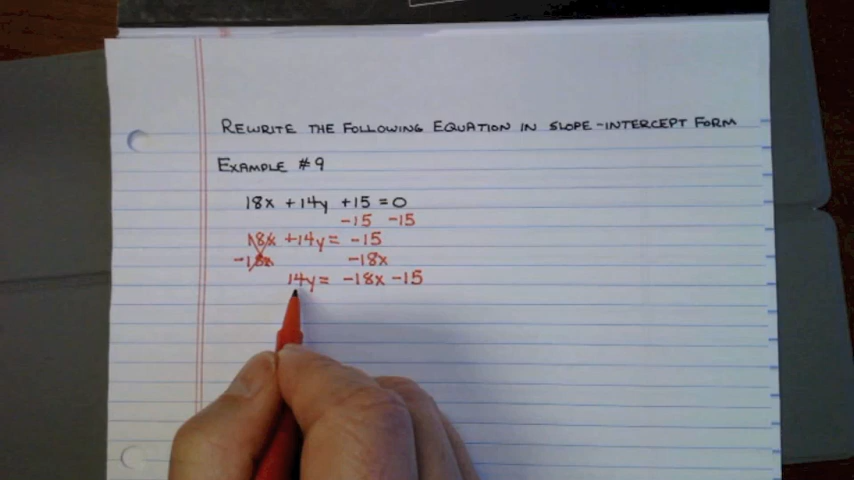 REWRITE THE FOLLOWING EQUATION IN SLOPE-INTERCEPT FORM
EXAMPLE #9
18x +14y +15 =0
-15 -15
18x +14y = -15
-18x -18x
14y = -18x -15